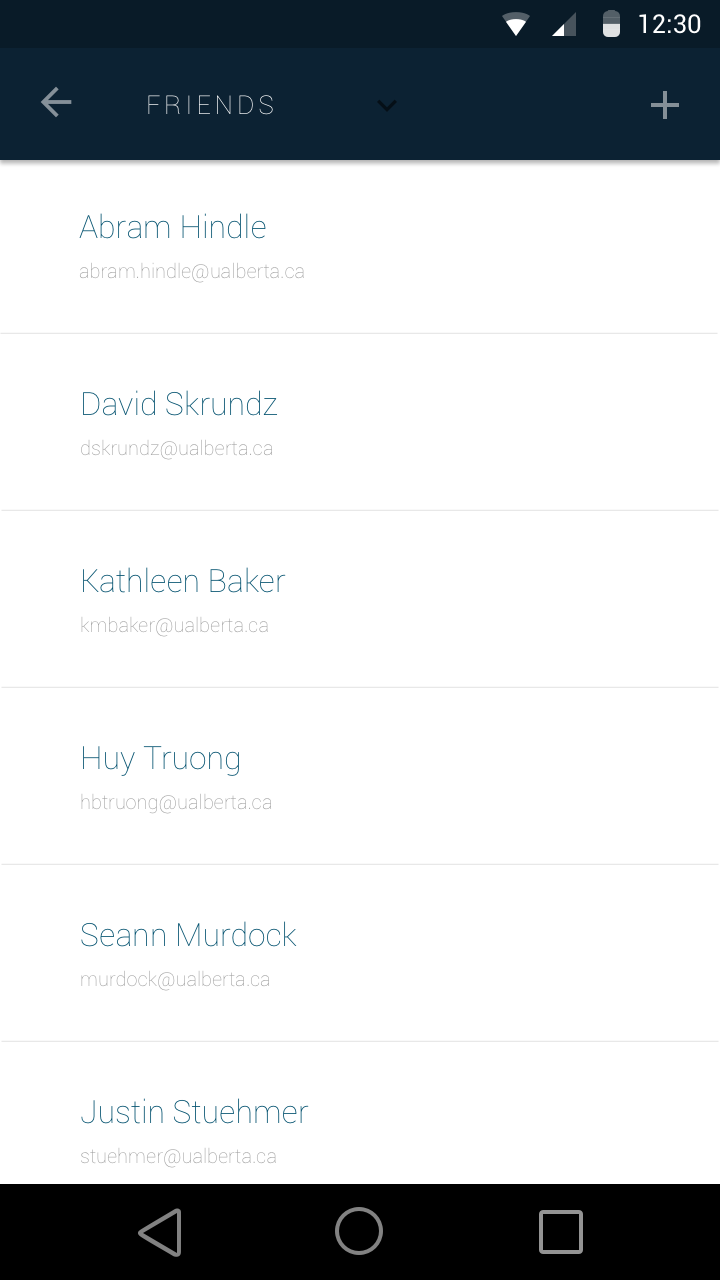 12:30
FRIENDS
Abram Hindle
abram.hindle@ualberta.ca
David Skrundz
dskrundz@ualberta.ca
Kathleen Baker
kmbaker@ualberta.ca
Huy Truong
hbtruong@ualberta.ca
Seann Murdock
murdock@ualberta.ca
Justin Stuehmer
stuehmer@ualberta.ca